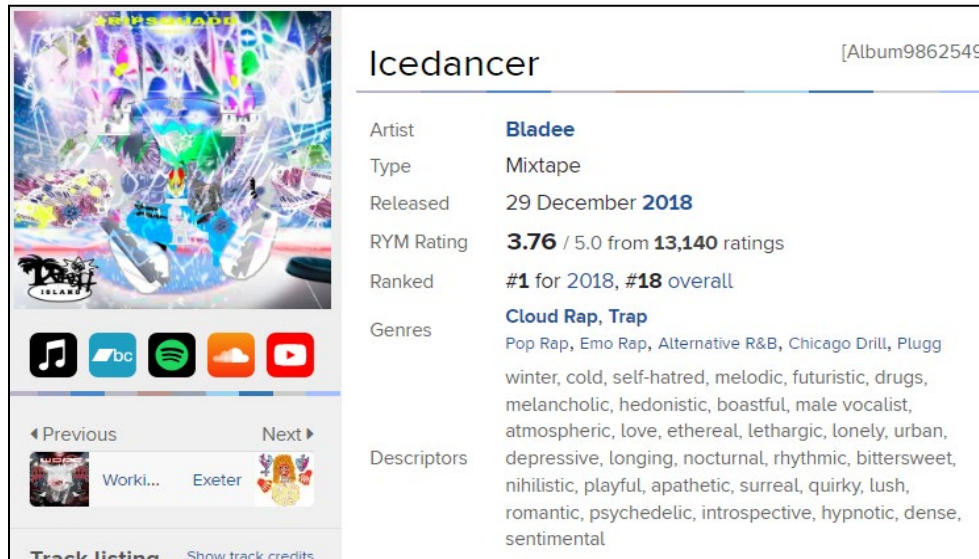 ★RIPSQUADD
ISLAND
bc
Previous
Next
Worki...
Exeter
Track listing
Show track credits
Icedancer
[Album9862549
Artist
Bladee
Type
Mixtape
Released
29 December 2018
RYM Rating
3.76 / 5.0 from 13,140 ratings
Ranked
#1 for 2018, #18 overall
Genres
Cloud Rap, Trap
Pop Rap, Emo Rap, Alternative R&B, Chicago Drill, Plugg
Descriptors
winter, cold, self-hatred, melodic, futuristic, drugs,
melancholic, hedonistic, boastful, male vocalist,
atmospheric, love, ethereal, lethargic, lonely, urban,
depressive, longing, nocturnal, rhythmic, bittersweet,
nihilistic, playful, apathetic, surreal, quirky, lush,
romantic, psychedelic, introspective, hypnotic, dense,
sentimental